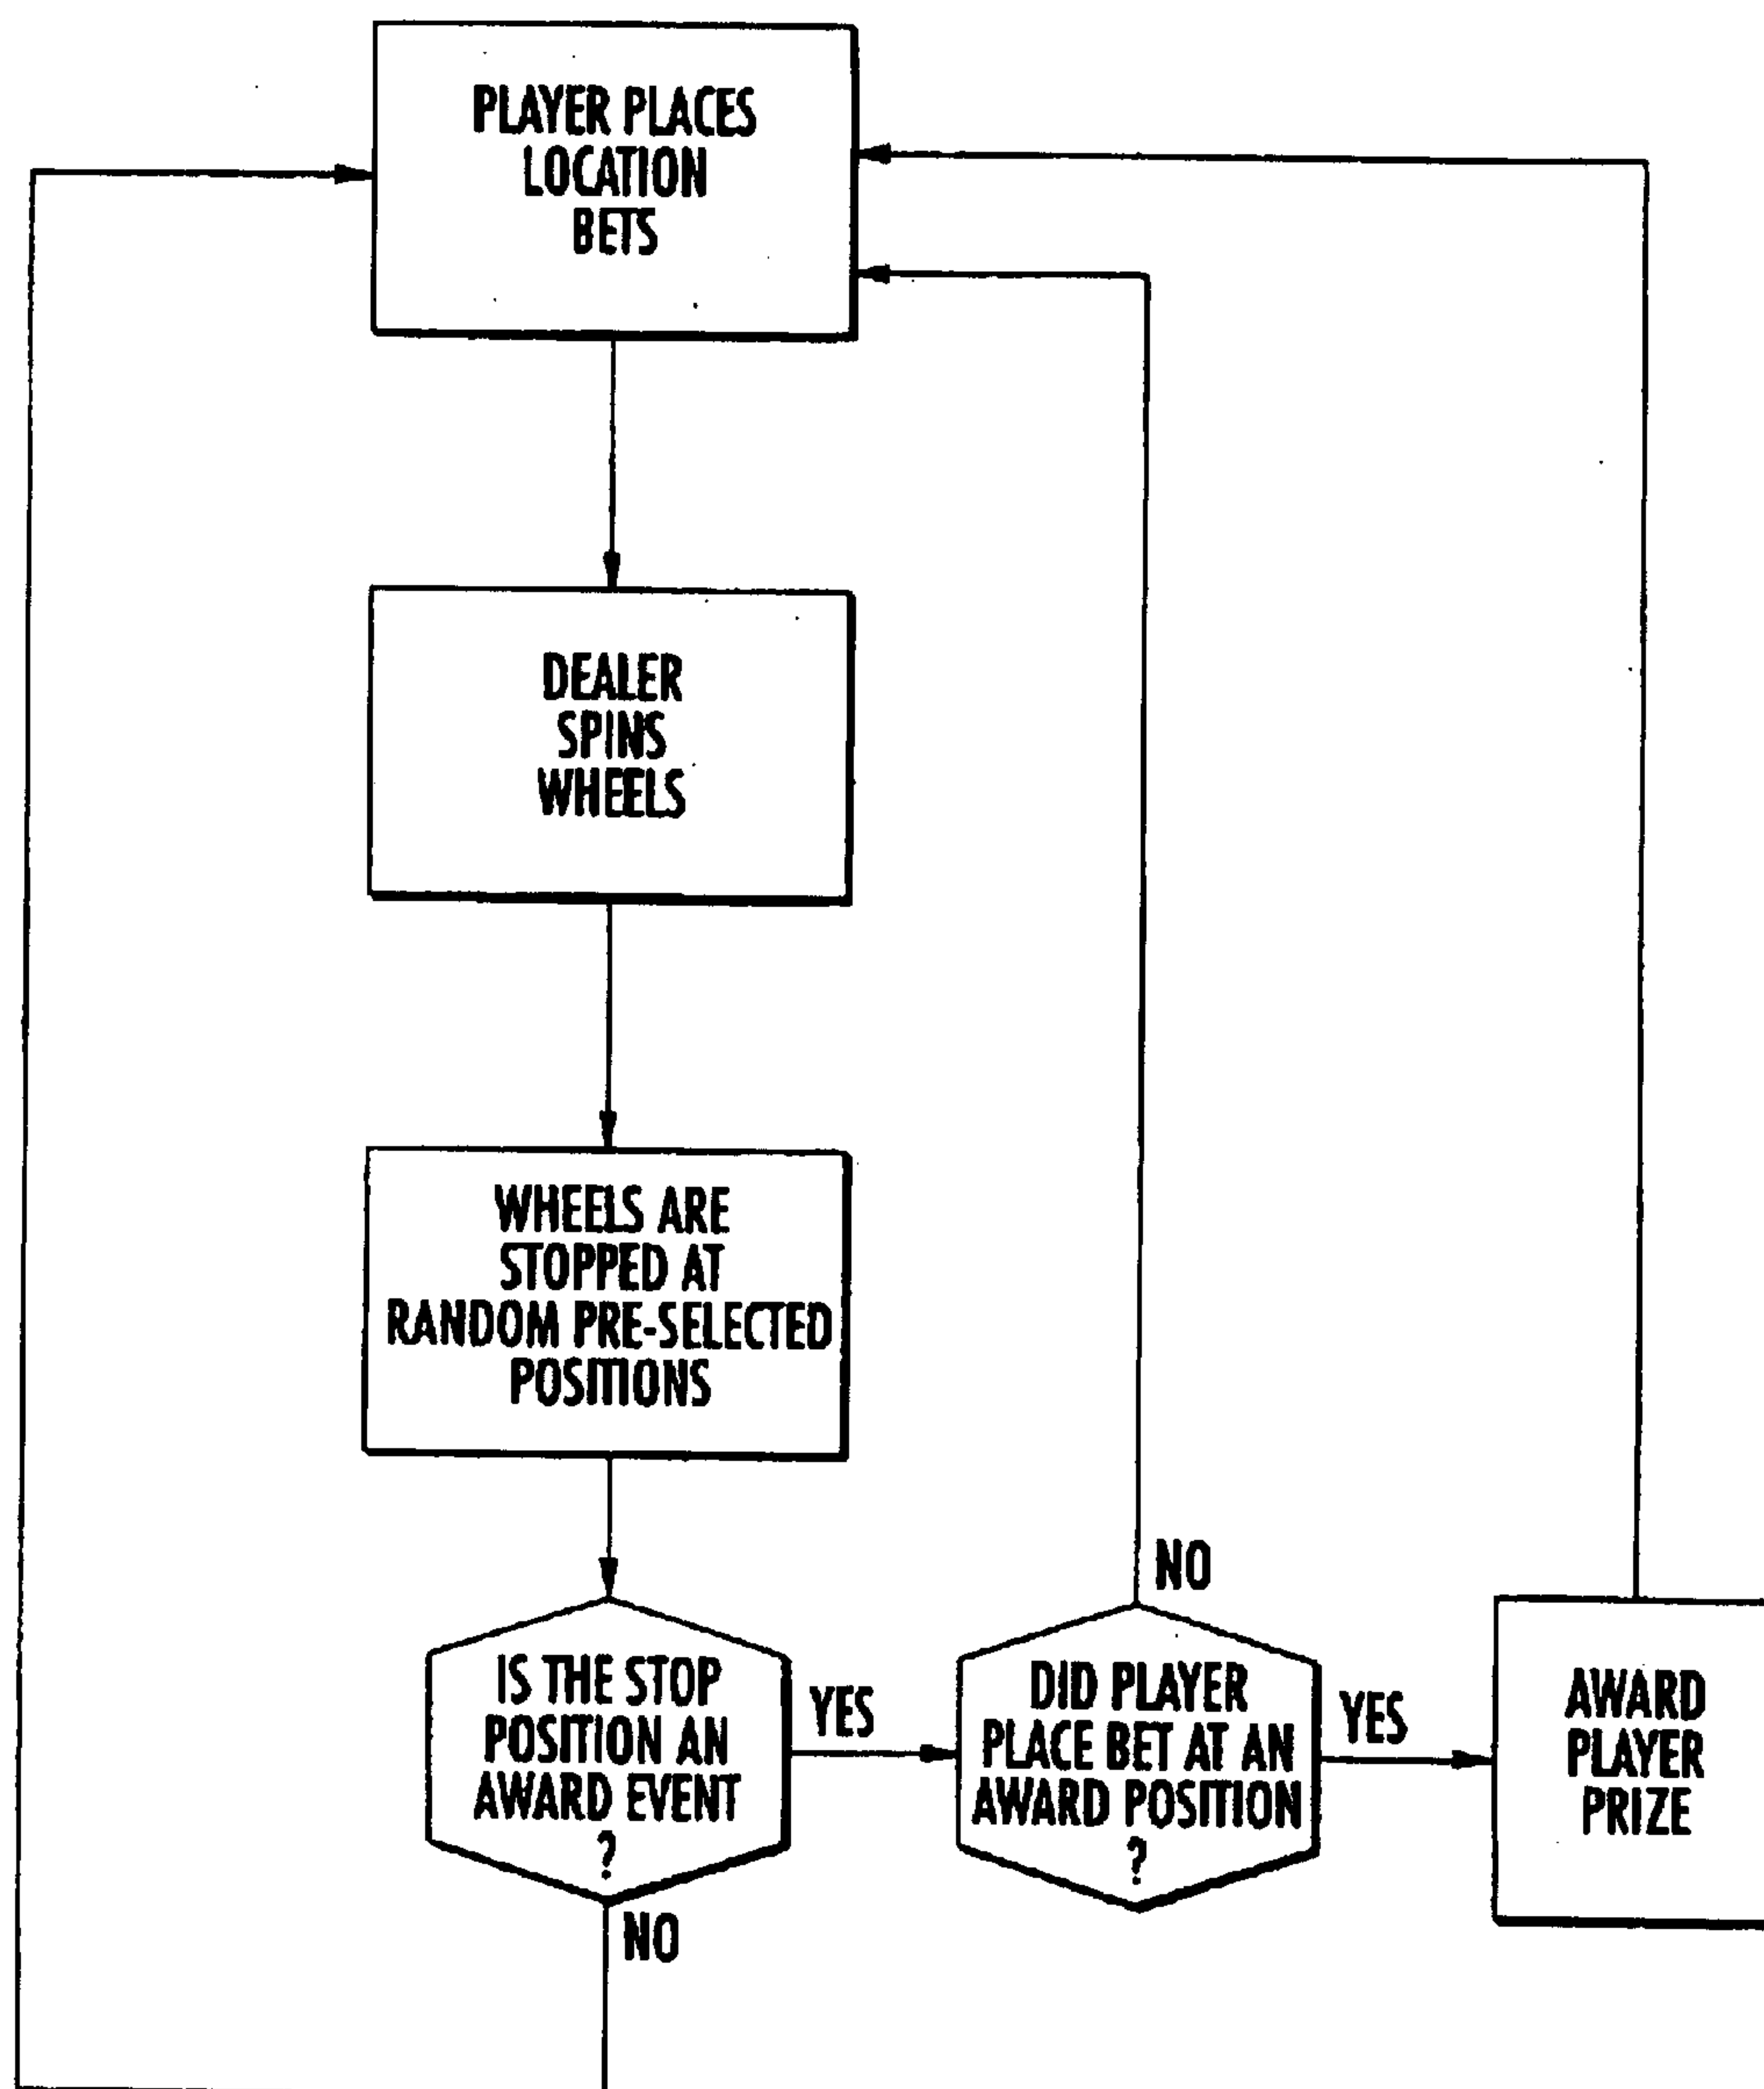 PLAYER PLACES
LOCATION
BETS
DEALER
SPINS
WHEELS
WHEELS ARE
STOPPED AT
RANDOM PRE-SELECTED
POSITIONS
IS THE STOP
POSITION AN
AWARD EVENT
?
YES
NO
DID PLAYER
PLACE BET AT AN
AWARD POSITION
?
NO
YES
AWARD
PLAYER
PRIZE